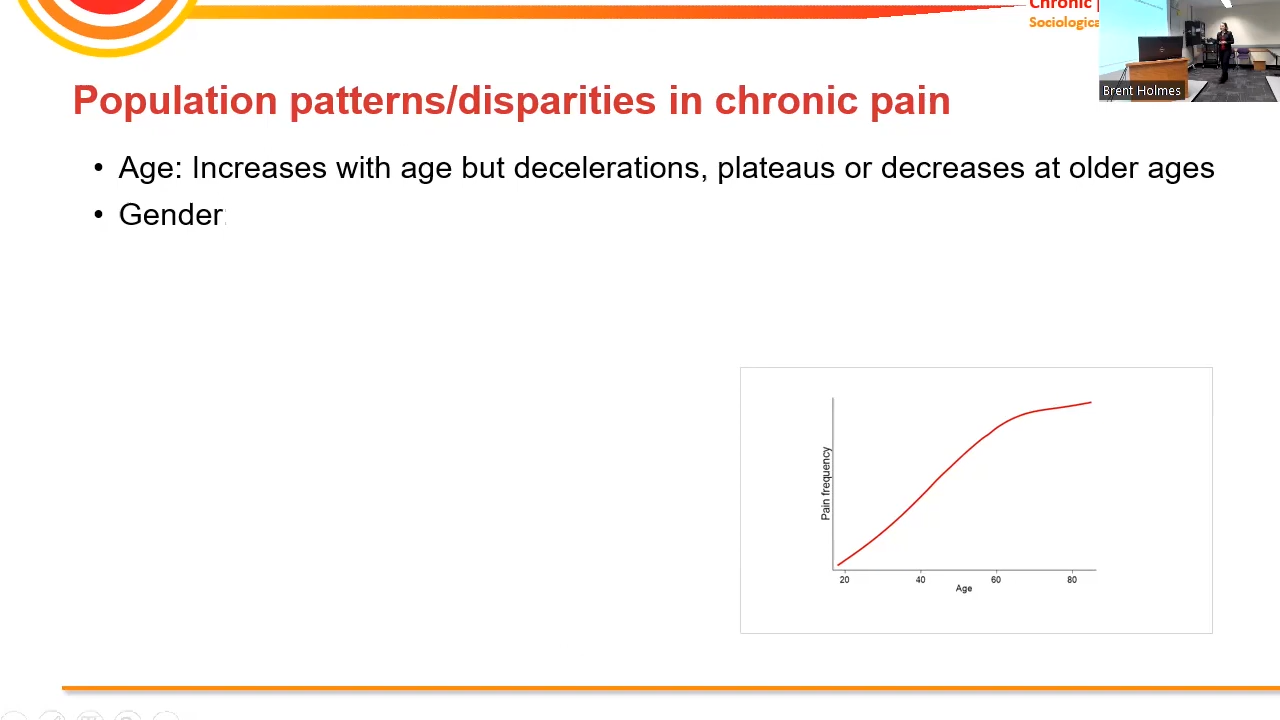 Chronic
Sociologica
Brent Holmes
Population patterns/disparities in chronic pain
• Age: Increases with age but decelerations, plateaus or decreases at older ages
• Gender:
Pain frequency
20 40 60 80
Age